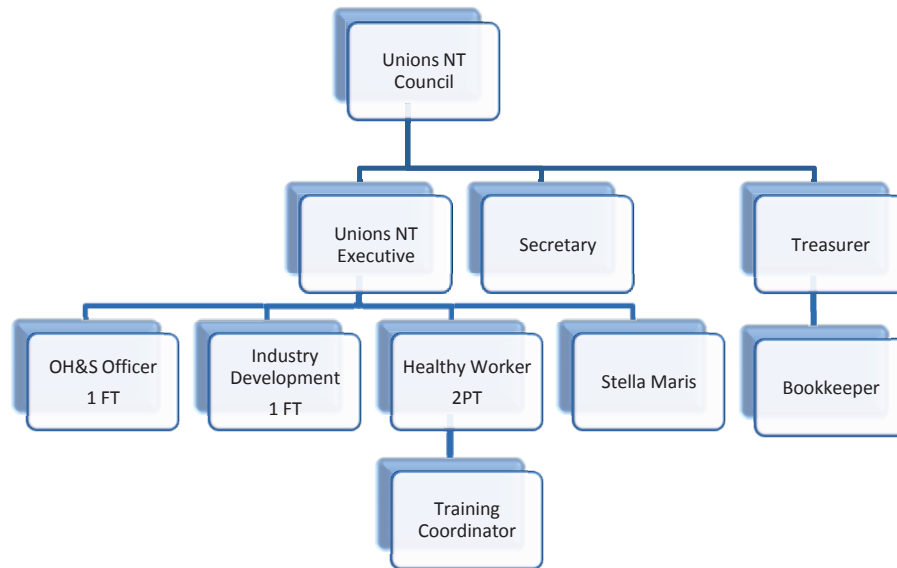 Unions NT
Council
Unions NT
Executive
Secretary
Treasurer
OH&S Officer
1 FT
Industry
Development
1 FT
Healthy Worker
2PT
Stella Maris
Bookkeeper
Training
Coordinator